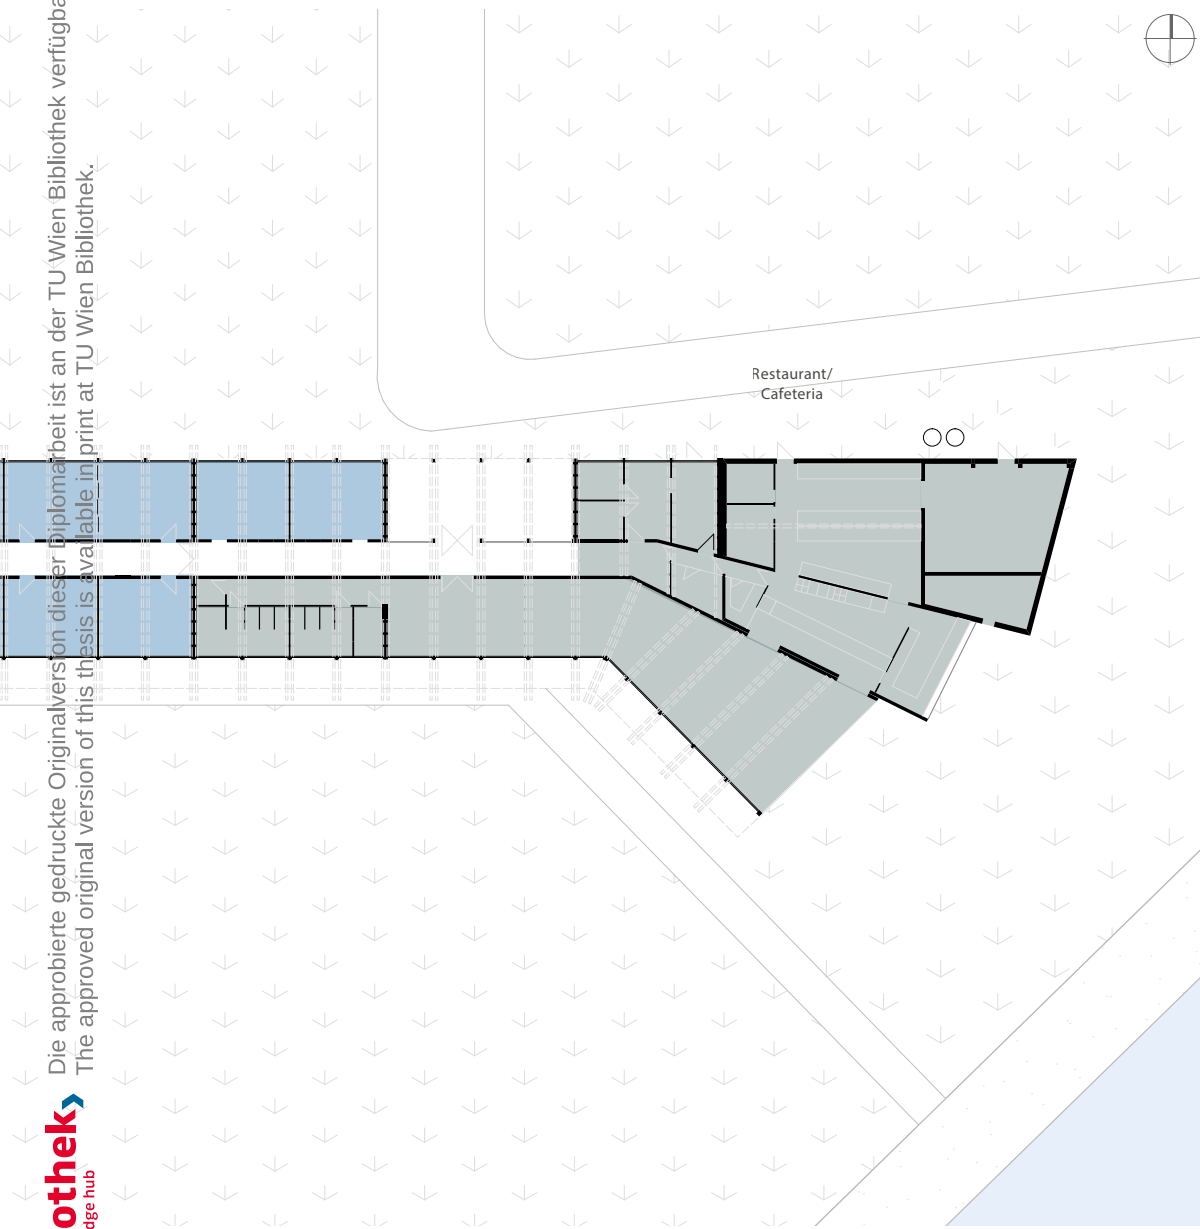 Restaurant/
Cafeteria
Die approbierte gedruckte Originalversion dieser Diplomarbeit ist an der TU Wien Bibliothek
The approved original version of this thesis is available in print at TU Wien Bibliothek.
othek
dge hub